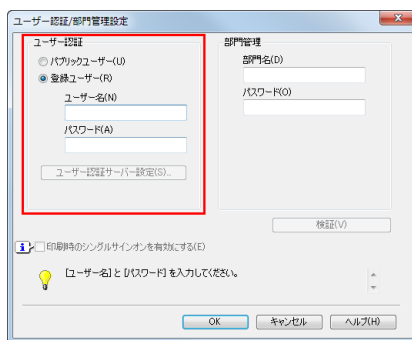 ユーザー認証/部門管理設定
ユーザー認証
パブリックユーザー(U)
登録ユーザー(R)
ユーザー名(N)
パスワード(A)
ユーザー認証サーバー設定(S)...
部門管理
部門名(D)
パスワード(O)
検証(V)
印刷時のシングルサインオンを有効にする(E)
[ユーザー名] と [パスワード] を入力してください。
OK
キャンセル
ヘルプ(H)